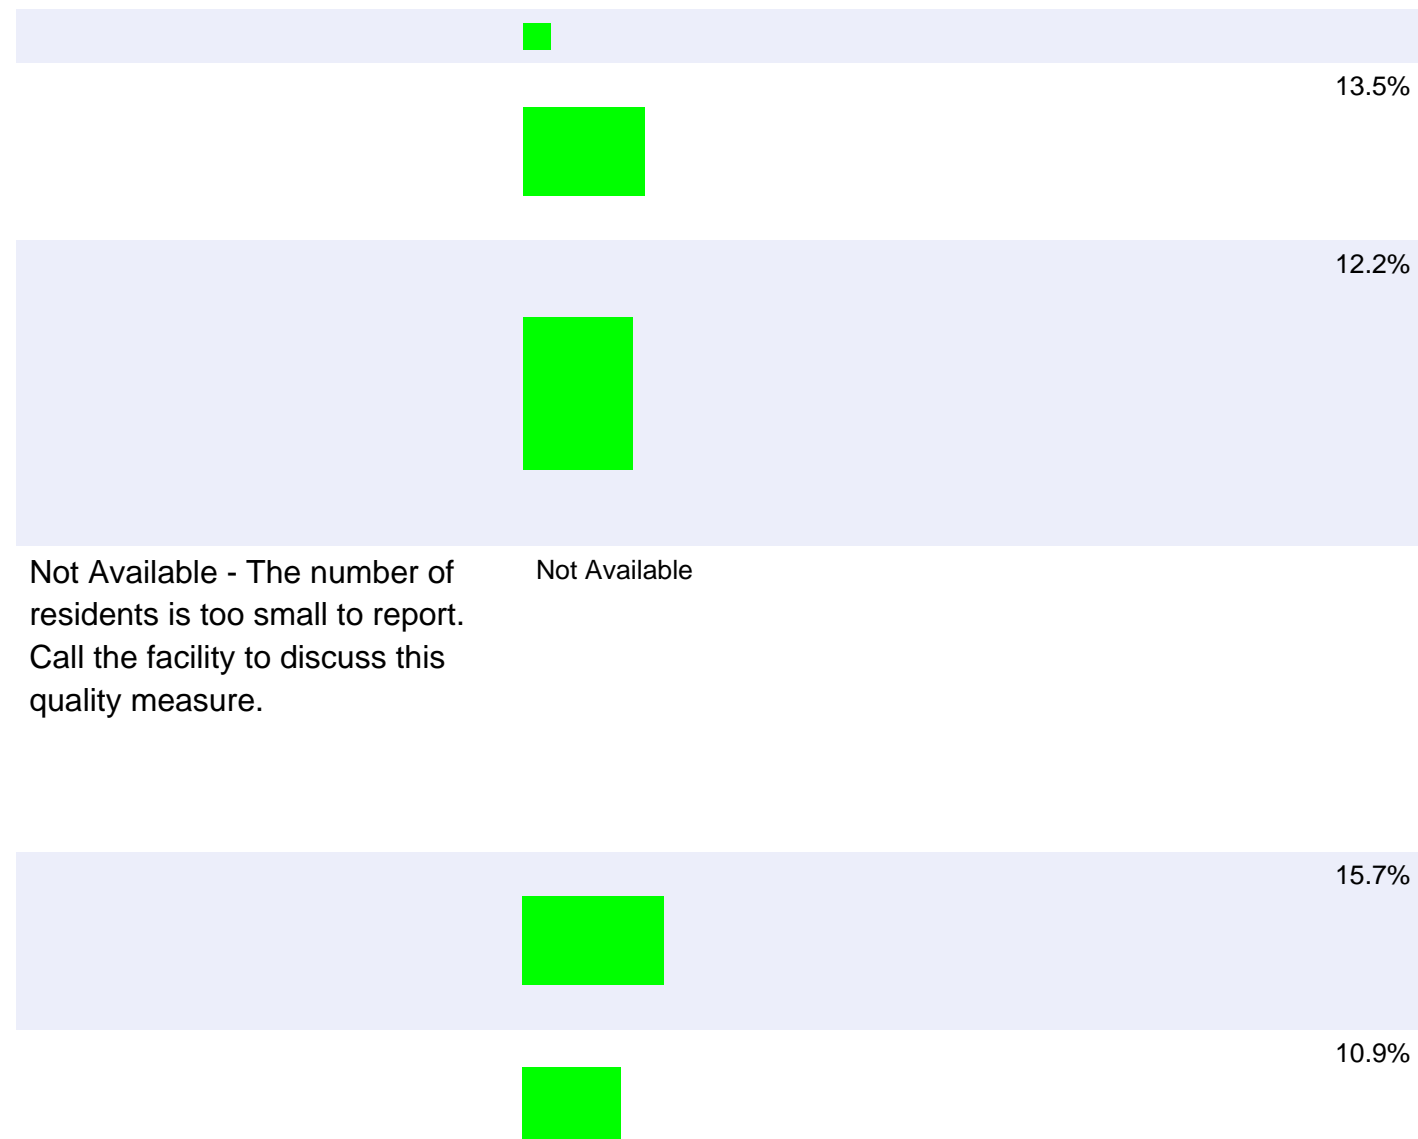 13.5%
12.2%
Not Available - The number of
residents is too small to report.
Call the facility to discuss this
quality measure.
Not Available
15.7%
10.9%